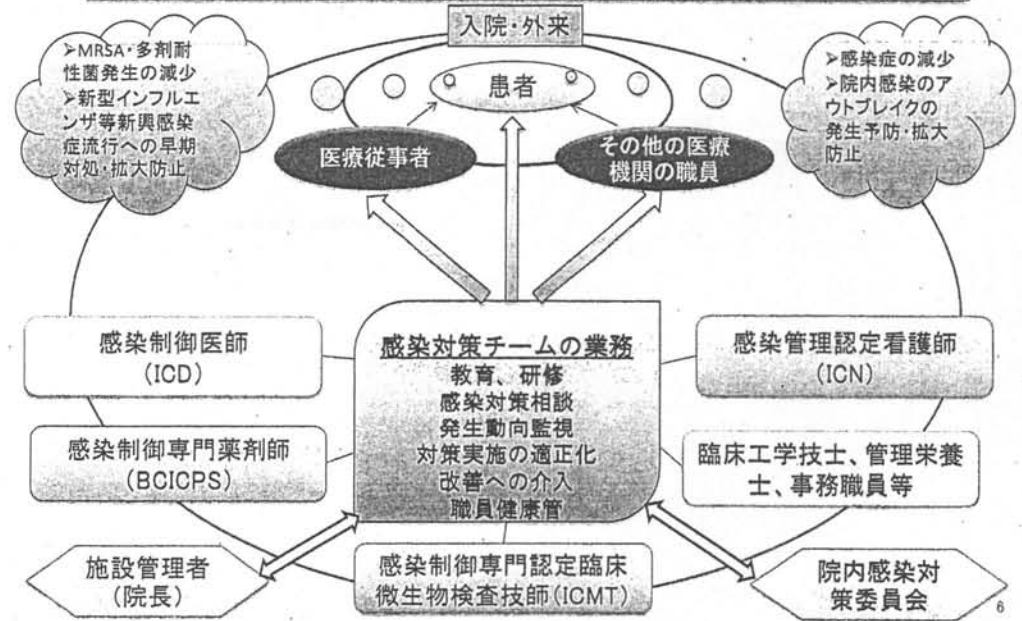 入院・外来
➢MRSA・多剤耐
性菌発生の減少
➢新型インフルエ
ンザ等新興感染
症流行への早期
対処・拡大防止
患者
➢感染症の減少
➢院内感染のア
ウトブレイクの
発生予防・拡大
防止
医療従事者
その他の医療
機関の職員
感染制御医師
(ICD)
感染対策チームの業務
教育、研修
感染対策相談
発生動向監視
対策実施の適正化
改善への介入
職員健康管
感染管理認定看護師
(ICN)
感染制御専門薬剤師
(BCICPS)
臨床工学技士、管理栄養
士、事務職員等
施設管理者
(院長)
感染制御専門認定臨床
微生物検査技師(ICMT)
院内感染対
策委員会
6